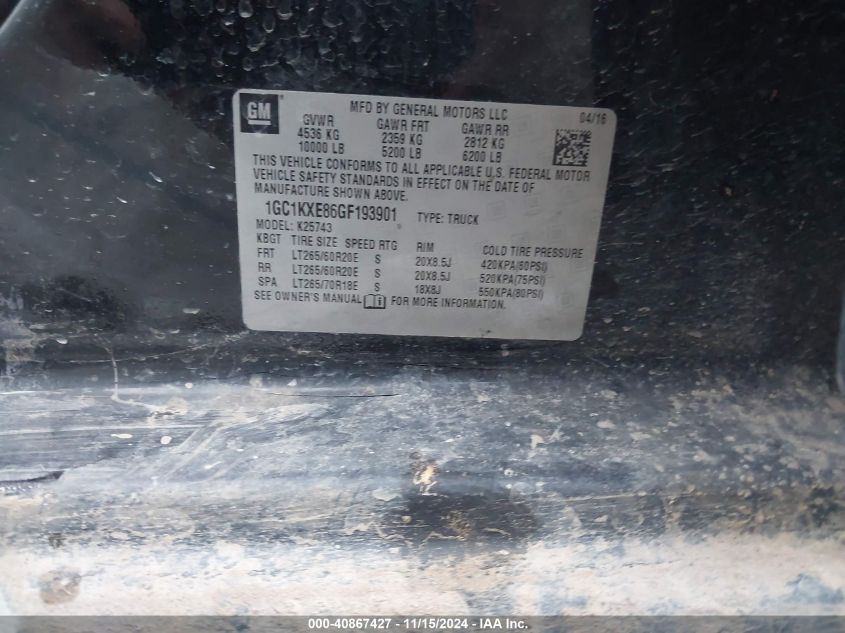 GM
MFD BY GENERAL MOTORS LLC 04/16
GVWR GAWR FRT GAWR RR
4536 KG 2359 KG 2812 KG
10000 LB 5200 LB 6200 LB
THIS VEHICLE CONFORMS TO ALL APPLICABLE U.S. FEDERAL MOTOR
VEHICLE SAFETY STANDARDS IN EFFECT ON THE DATE OF
MANUFACTURE SHOWN ABOVE.
1GC1KXE86GF193901 TYPE: TRUCK
MODEL: K25743
KBGT TIRE SIZE SPEED RTG RIM COLD TIRE PRESSURE
FRT LT265/60R20E S 20X8.5J 420KPA(60PSI)
RR LT265/60R20E S 20X8.5J 520KPA(75PSI)
SPA LT265/70R18E S 18X8J 550KPA(80PSI)
SEE OWNER'S MANUAL FOR MORE INFORMATION.
000-40867427 - 11/15/2024 - IAA Inc.